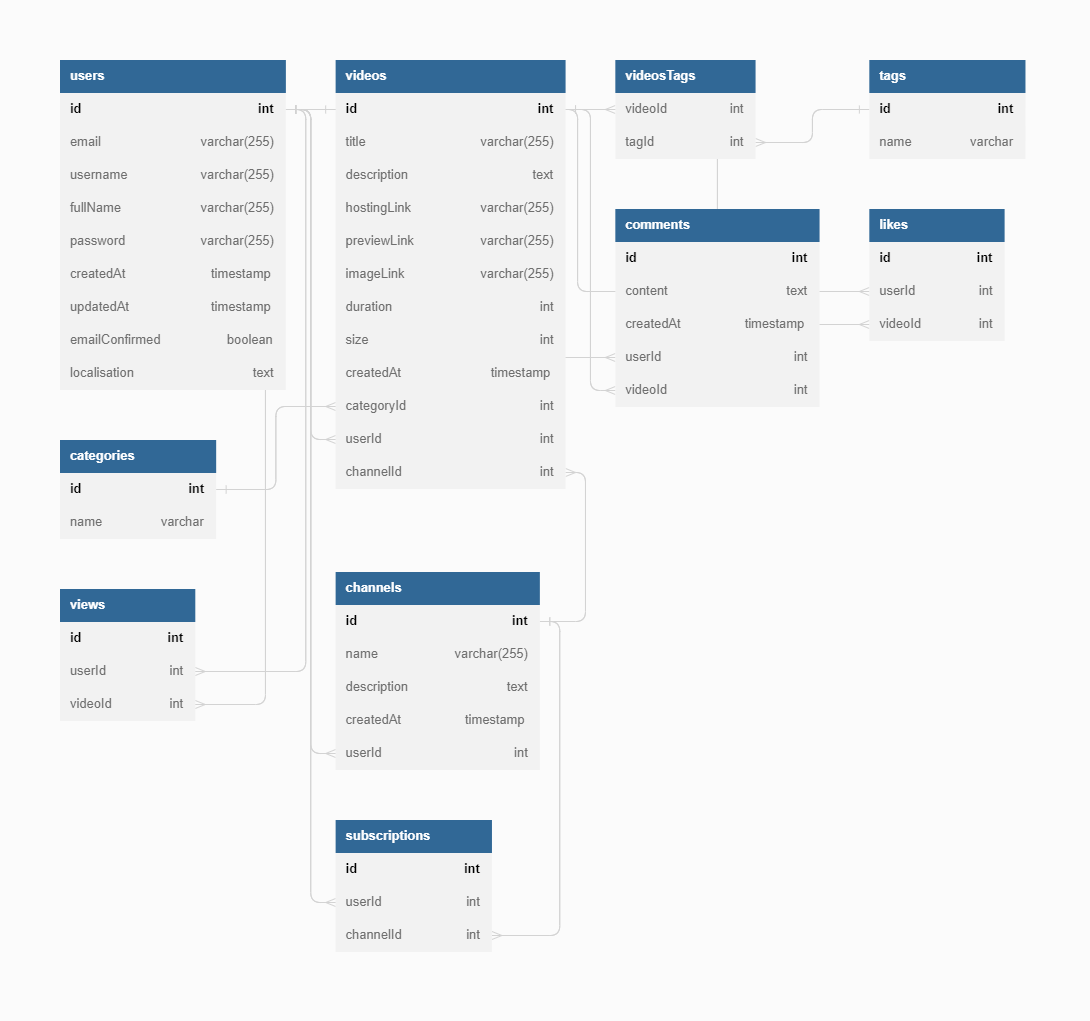 users
id int
email varchar(255)
username varchar(255)
fullName varchar(255)
password varchar(255)
createdAt timestamp
updatedAt timestamp
emailConfirmed boolean
localisation text
videos
id int
title varchar(255)
description text
hostingLink varchar(255)
previewLink varchar(255)
imageLink varchar(255)
duration int
size int
createdAt timestamp
categoryId int
userId int
channelId int
videosTags
videoId int
tagId int
tags
id int
name varchar
comments
id int
content text
createdAt timestamp
userId int
videoId int
likes
id int
userId int
videoId int
categories
id int
name varchar
views
id int
userId int
videoId int
channels
id int
name varchar(255)
description text
createdAt timestamp
userId int
subscriptions
id int
userId int
channelId int